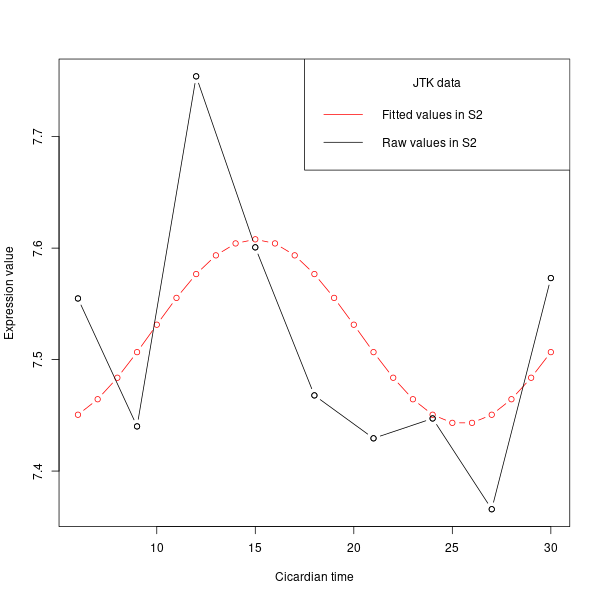 JTK data
Fitted values in S2
Raw values in S2
Expression value
7.7
7.6
7.5
7.4
10 15 20 25 30
Cicardian time